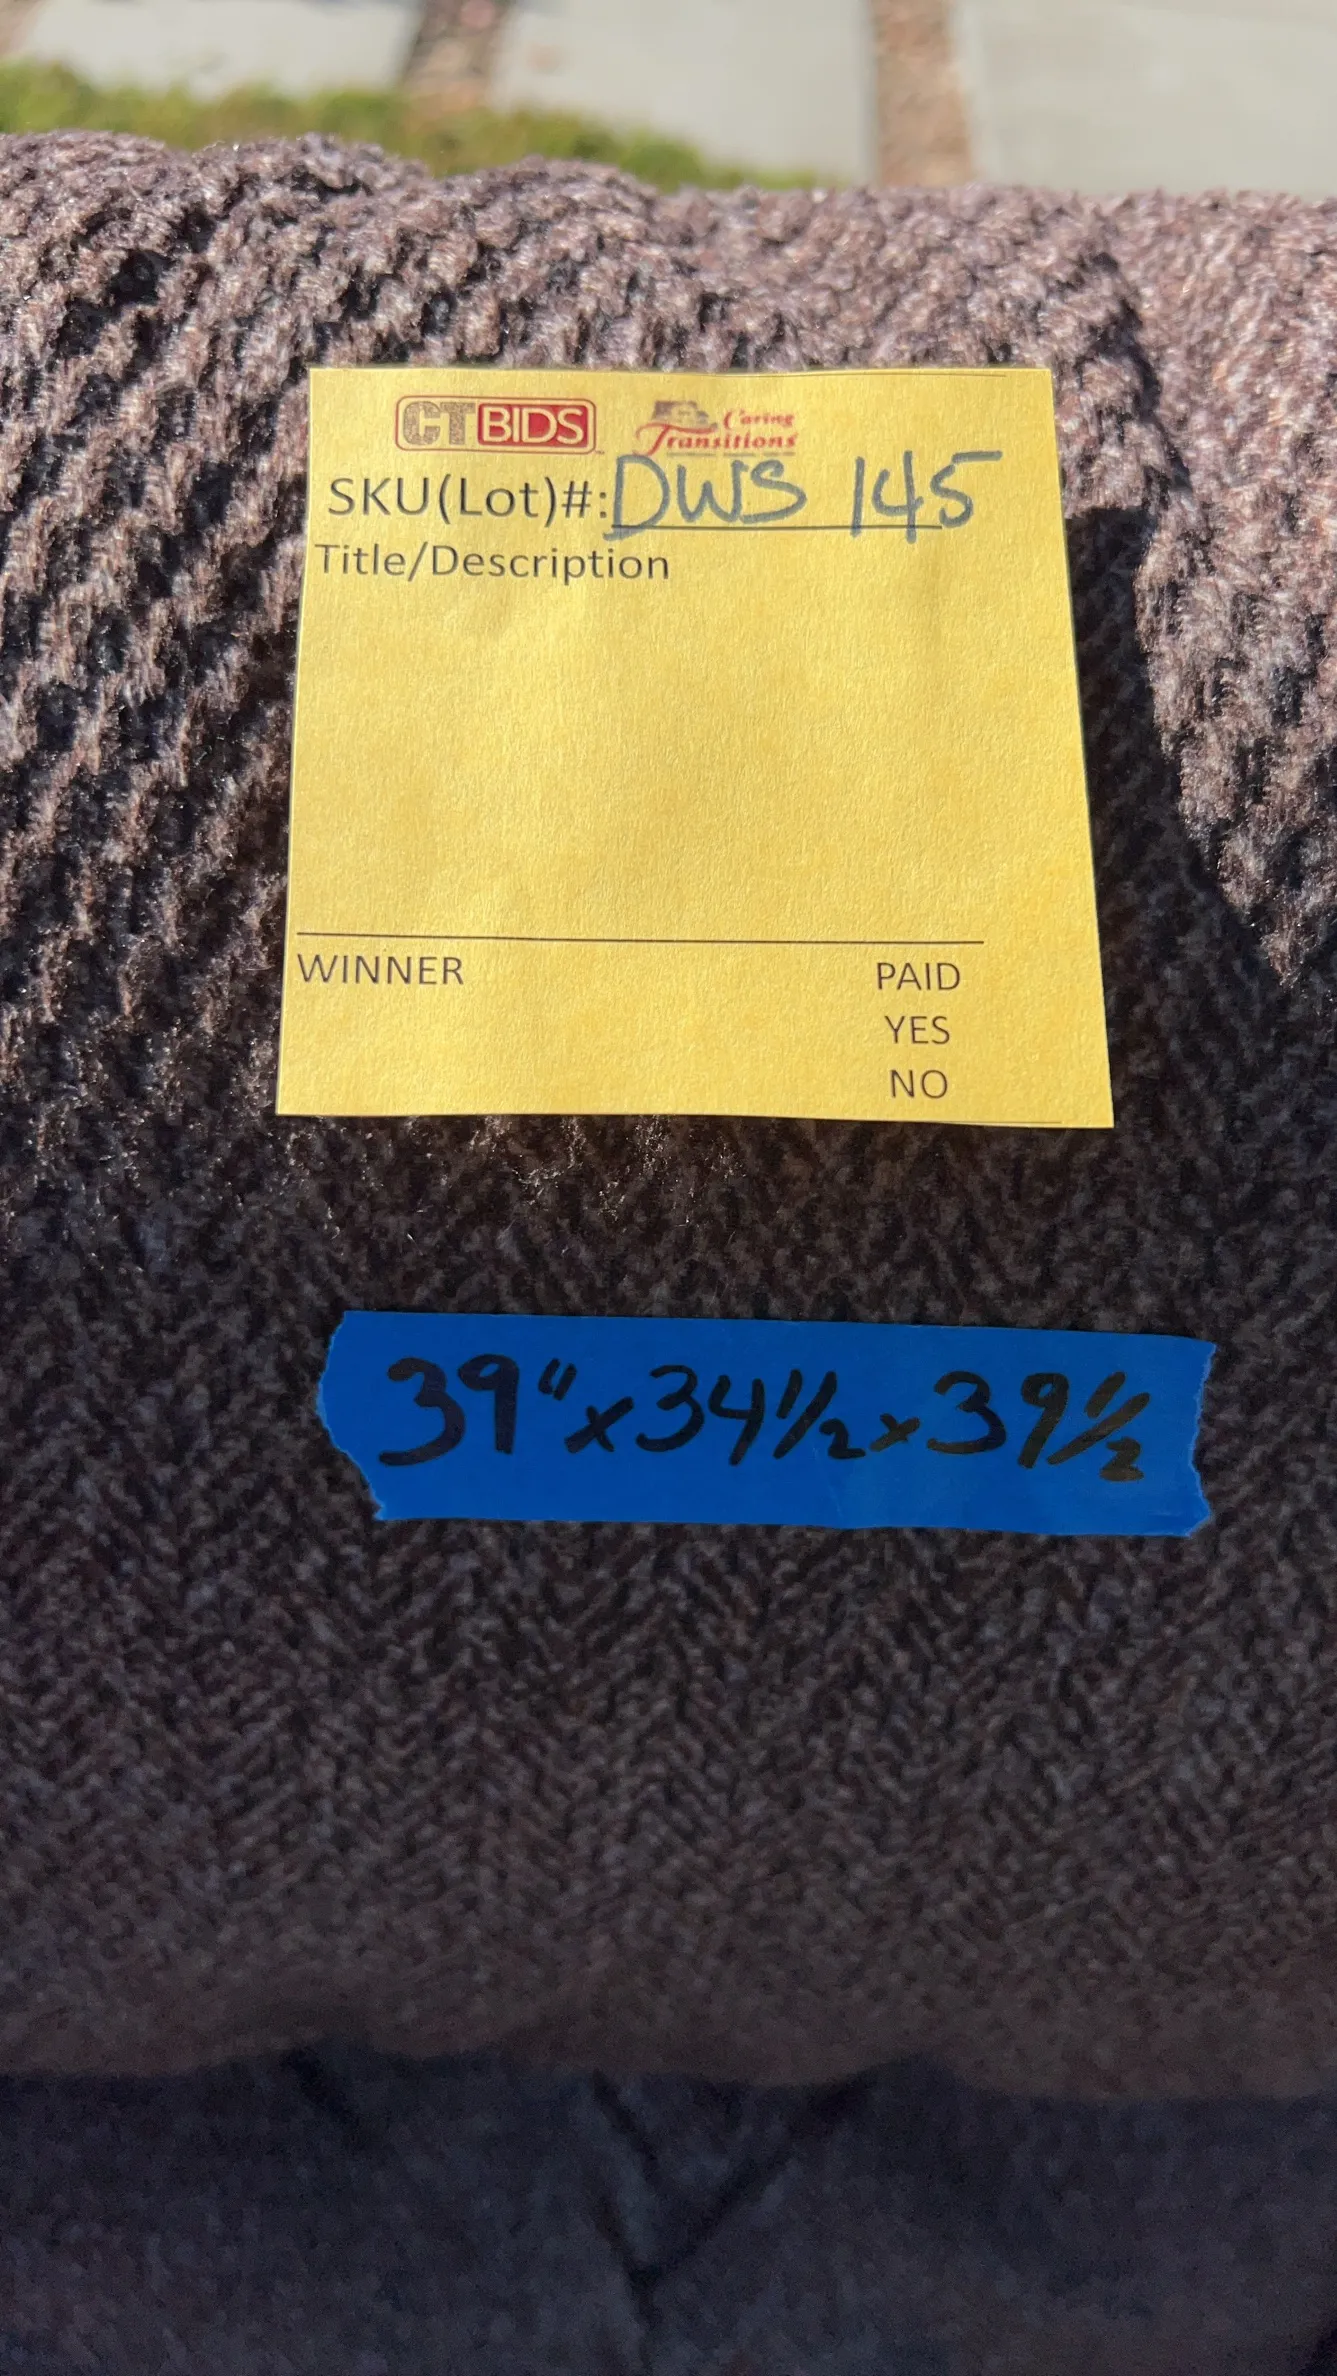 CTBIDS Caring
Transitions
SKU(Lot)#: DWS 145
Title/Description
WINNER PAID
YES
NO
39"x34½x39½